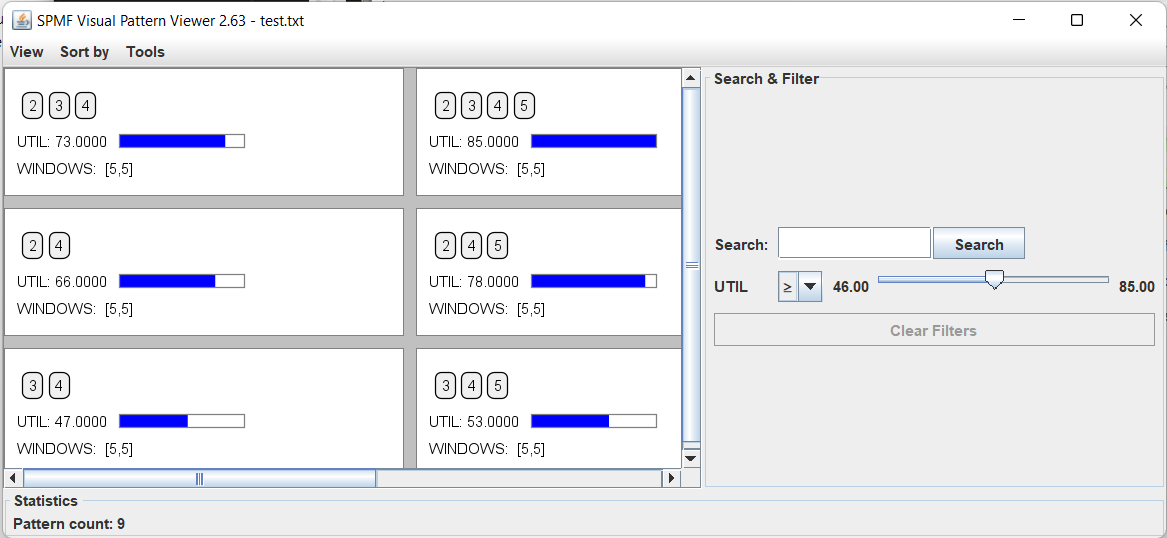 SPMF Visual Pattern Viewer 2.63 - test.txt
View Sort by Tools
2 3 4
UTIL: 73.0000
WINDOWS: [5,5]
2 3 4 5
UTIL: 85.0000
WINDOWS: [5,5]
2 4
UTIL: 66.0000
WINDOWS: [5,5]
2 4 5
UTIL: 78.0000
WINDOWS: [5,5]
3 4
UTIL: 47.0000
WINDOWS: [5,5]
3 4 5
UTIL: 53.0000
WINDOWS: [5,5]
Search & Filter
Search: Search
UTIL ≥ 46.00 85.00
Clear Filters
Statistics
Pattern count: 9